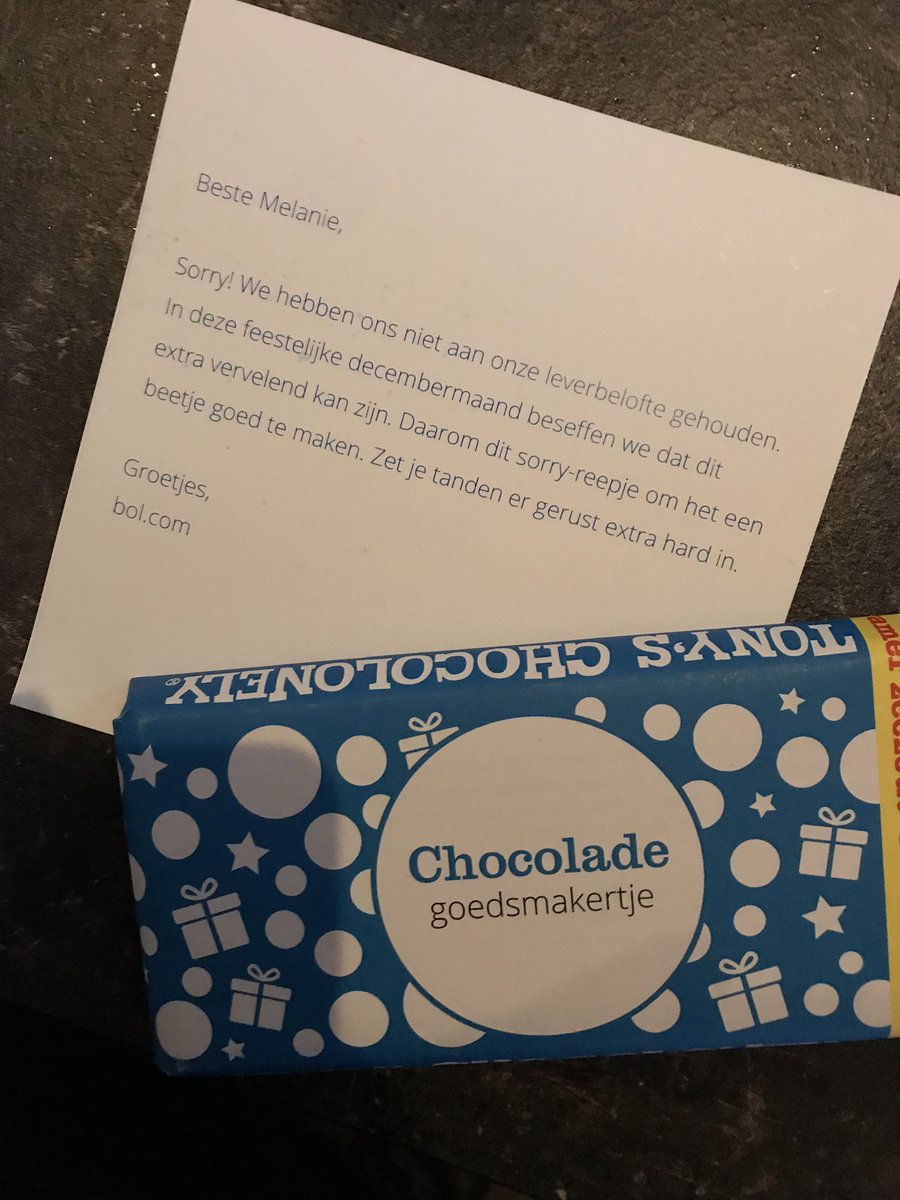 Beste Melanie,
Sorry! We hebben ons niet aan onze leverbelofte gehouden.
In deze feestelijke decembermaand beseffen we dat dit
extra vervelend kan zijn. Daarom dit sorry-reepje om het een
beetje goed te maken. Zet je tanden er gerust extra hard in.
Groetjes,
bol.com
TONY'S CHOCOLONELY®
Chocolade
goedsmakertje